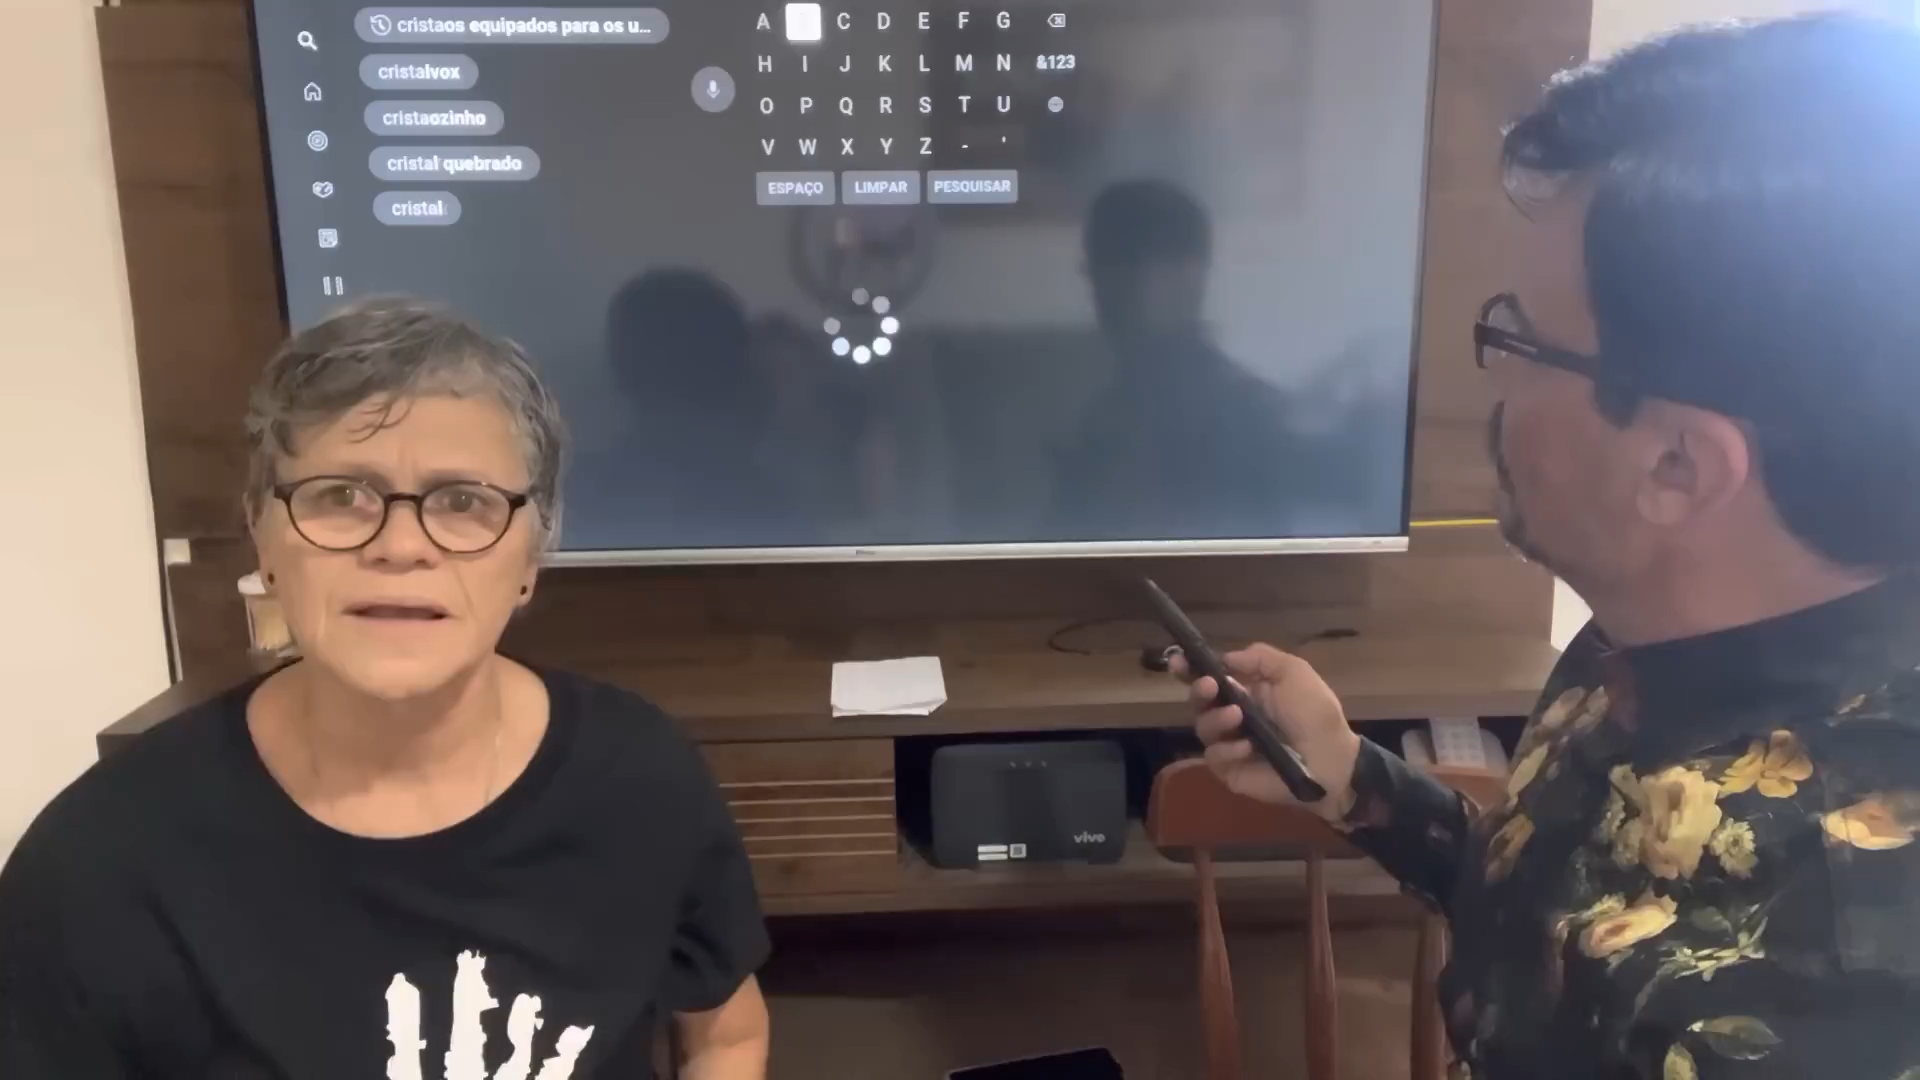 cristaos equipados para os u...
cristalvox
cristaozinho
cristal quebrado
cristal
A C D E F G
H I J K L M N &123
O P Q R S T U
V W X Y Z - '
ESPAÇO LIMPAR PESQUISAR
vivo